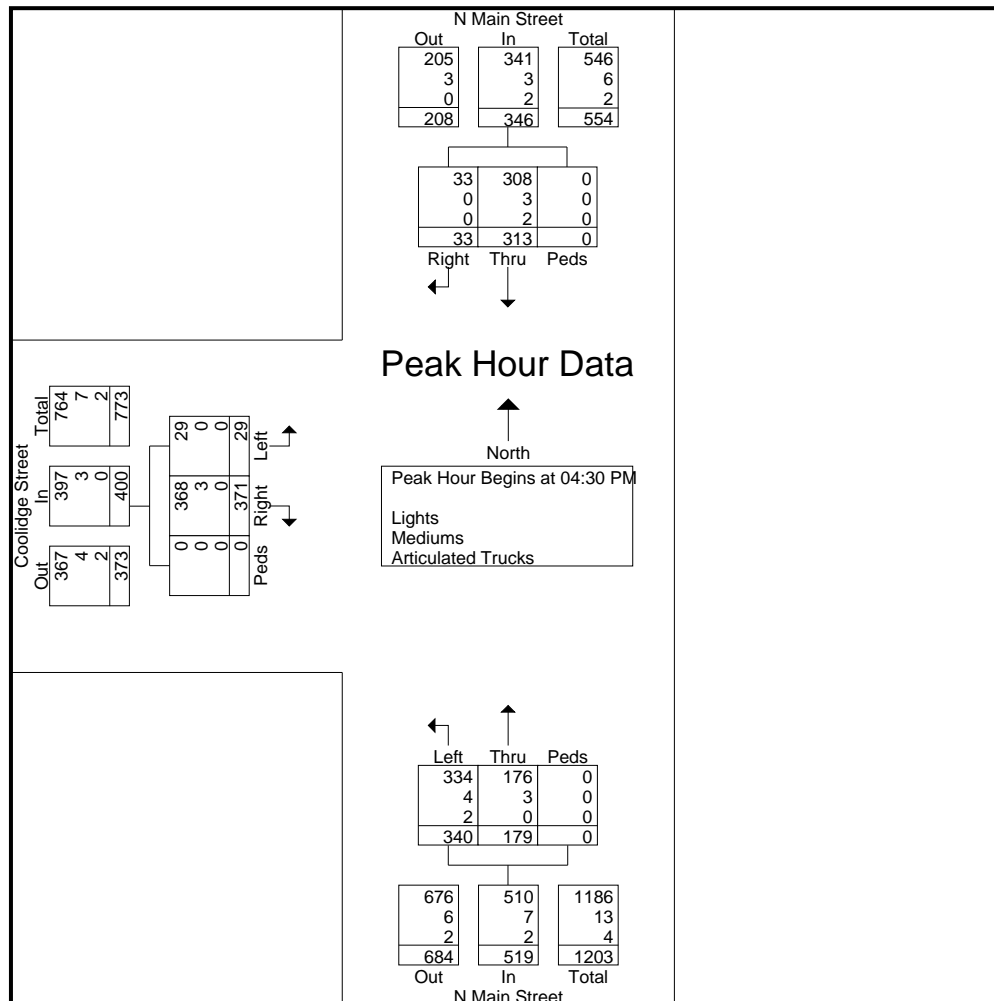 N Main Street
Out In Total
205 341 546
3 3 6
0 2 2
208 346 554
33 308 0
0 3 0
0 2 0
33 313 0
Right Thru Peds
Peak Hour Data
North
Peak Hour Begins at 04:30 PM
Lights
Mediums
Articulated Trucks
Coolidge Street
Out In Total
367 397 764
4 3 7
2 0 2
373 400 773
0 368 29
0 3 0
0 0 0
0 371 29
Peds Right Left
Left Thru Peds
334 176 0
4 3 0
2 0 0
340 179 0
676 510 1186
6 7 13
2 2 4
684 519 1203
Out In Total
N Main Street